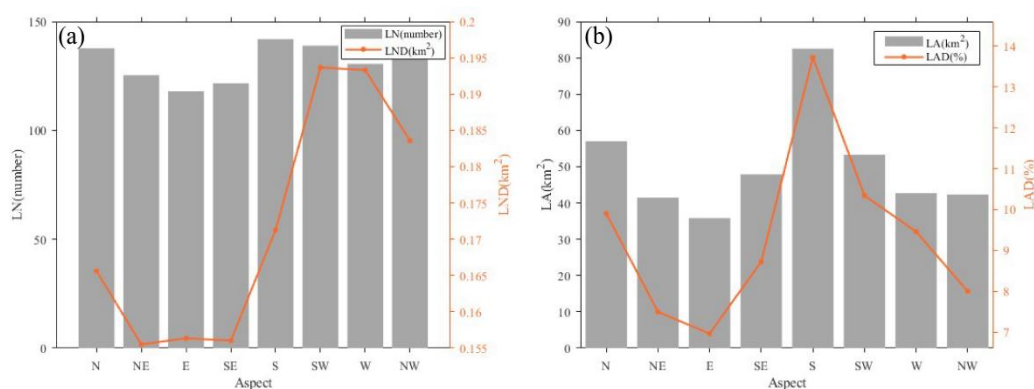 (a)
LN(number)
LND(km²)
150
100
50
0
LN(number)
0.2
0.195
0.19
0.185
0.18
0.175
0.17
0.165
0.16
0.155
LND(km²)
N NE E SE S SW W NW
Aspect
(b)
LA(km²)
LAD(%)
90
80
70
60
50
40
30
20
10
0
LA(km²)
14
13
12
11
10
9
8
7
LAD(%)
N NE E SE S SW W NW
Aspect